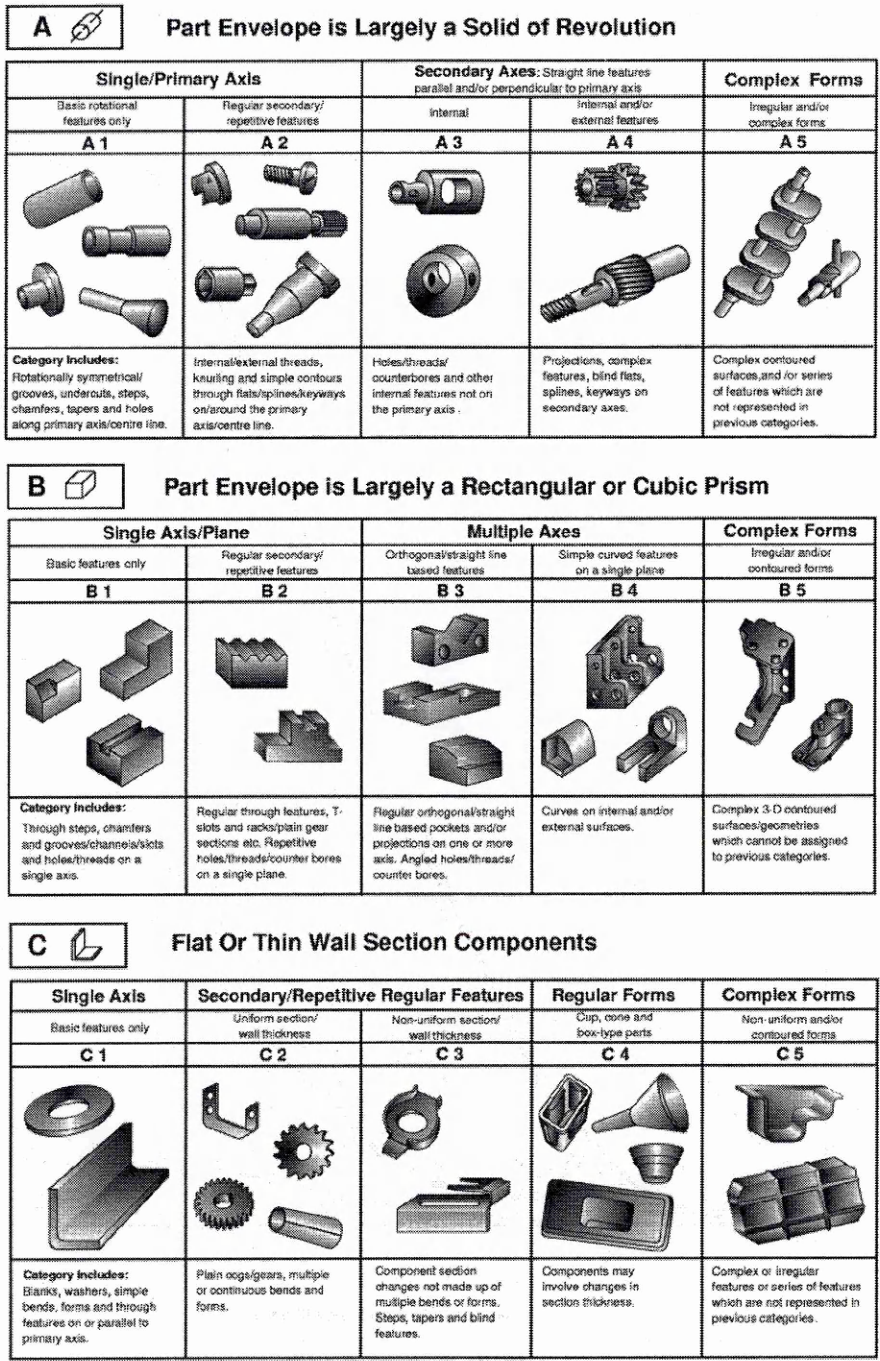 A Part Envelope is Largely a Solid of Revolution
Single/Primary Axis
Secondary Axes: Straight line features
parallel and/or perpendicular to primary axis
Complex Forms
Basic rotational
features only
Regular secondary/
repetitive features
Internal
Internal and/or
external features
Irregular and/or
complex forms
A 1
A 2
A 3
A 4
A 5
Category Includes:
Rotationally symmetrical/
grooves, undercuts, steps,
chamfers, tapers and holes
along primary axis/centre line.
Internal/external threads,
knurling and simple contours
through flats/splines/keyways
on/around the primary
axis/centre line.
Holes/threads/
counterbores and other
internal features not on
the primary axis .
Projections, complex
features, blind flats,
splines, keyways on
secondary axes.
Complex contoured
surfaces,and /or series
of features which are
not represented in
previous categories.
B Part Envelope is Largely a Rectangular or Cubic Prism
Single Axis/Plane
Multiple Axes
Complex Forms
Basic features only
Regular secondary/
repetitive features
Orthogonal/straight line
based features
Simple curved features
on a single plane
Irregular and/or
contoured forms
B 1
B 2
B 3
B 4
B 5
Category Includes:
Through steps, chamfers
and grooves/channels/slots
and holes/threads on a
single axis.
Regular through features, T-
slots and racks/plain gear
sections etc. Repetitive
holes/threads/counter bores
on a single plane.
Regular orthogonal/straight
line based pockets and/or
projections on one or more
axis. Angled holes/threads/
counter bores.
Curves on internal and/or
external surfaces.
Complex 3-D contoured
surfaces/geometries
which cannot be assigned
to previous categories.
C Flat Or Thin Wall Section Components
Single Axis
Secondary/Repetitive Regular Features
Regular Forms
Complex Forms
Basic features only
Uniform section/
wall thickness
Non-uniform section/
wall thickness
Cup, cone and
box-type parts
Non-uniform and/or
contoured forms
C 1
C 2
C 3
C 4
C 5
Category Includes:
Blanks, washers, simple
bends, forms and through
features on or parallel to
primary axis.
Plain cogs/gears, multiple
or continuous bends and
forms.
Component section
changes not made up of
multiple bends or forms.
Steps, tapers and blind
features.
Components may
involve changes in
section thickness.
Complex or irregular
features or series of features
which are not represented in
previous categories .